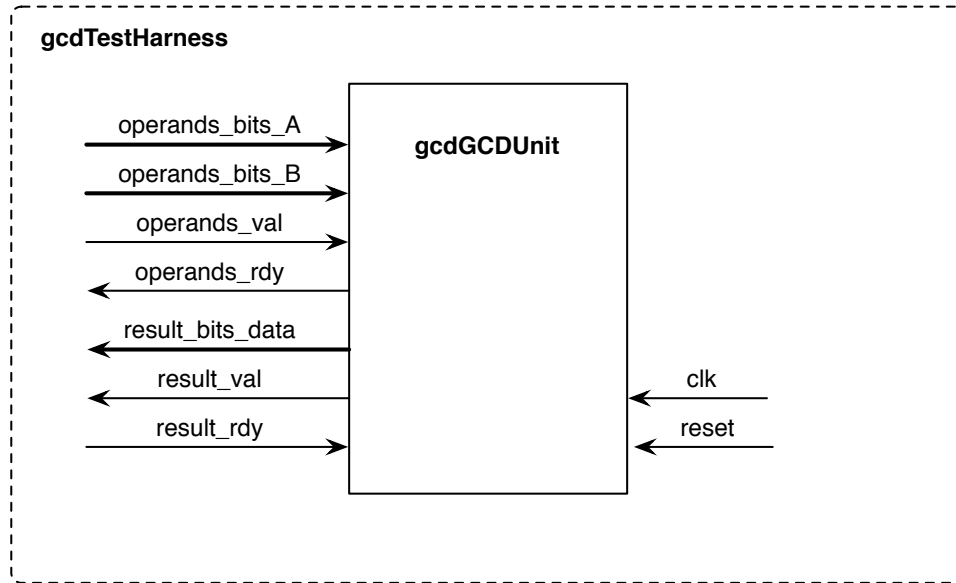 gcdTestHarness
operands_bits_A
gcdGCDUnit
operands_bits_B
operands_val
operands_rdy
result_bits_data
result_val
clk
result_rdy
reset